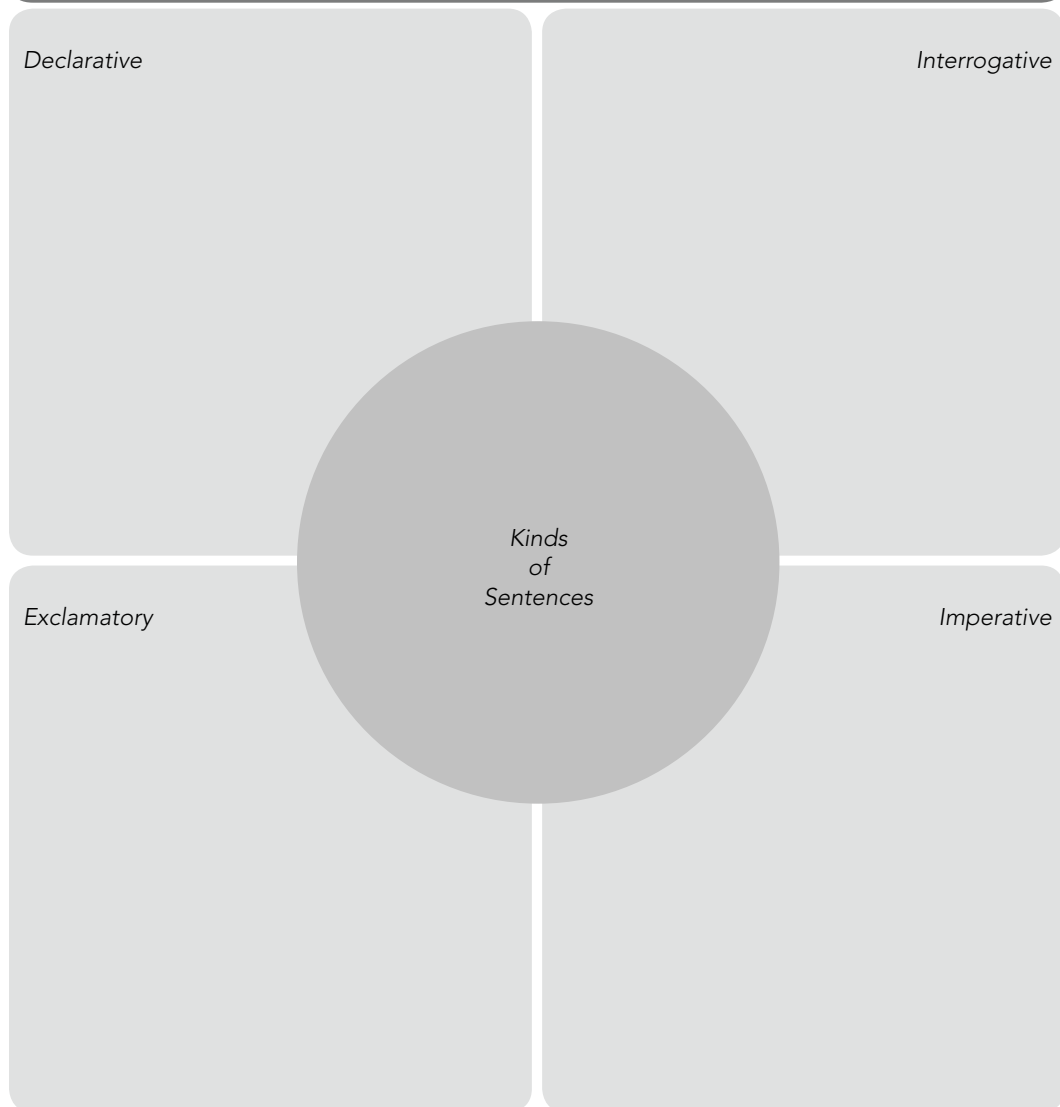 Declarative
Interrogative
Kinds
of
Sentences
Exclamatory
Imperative